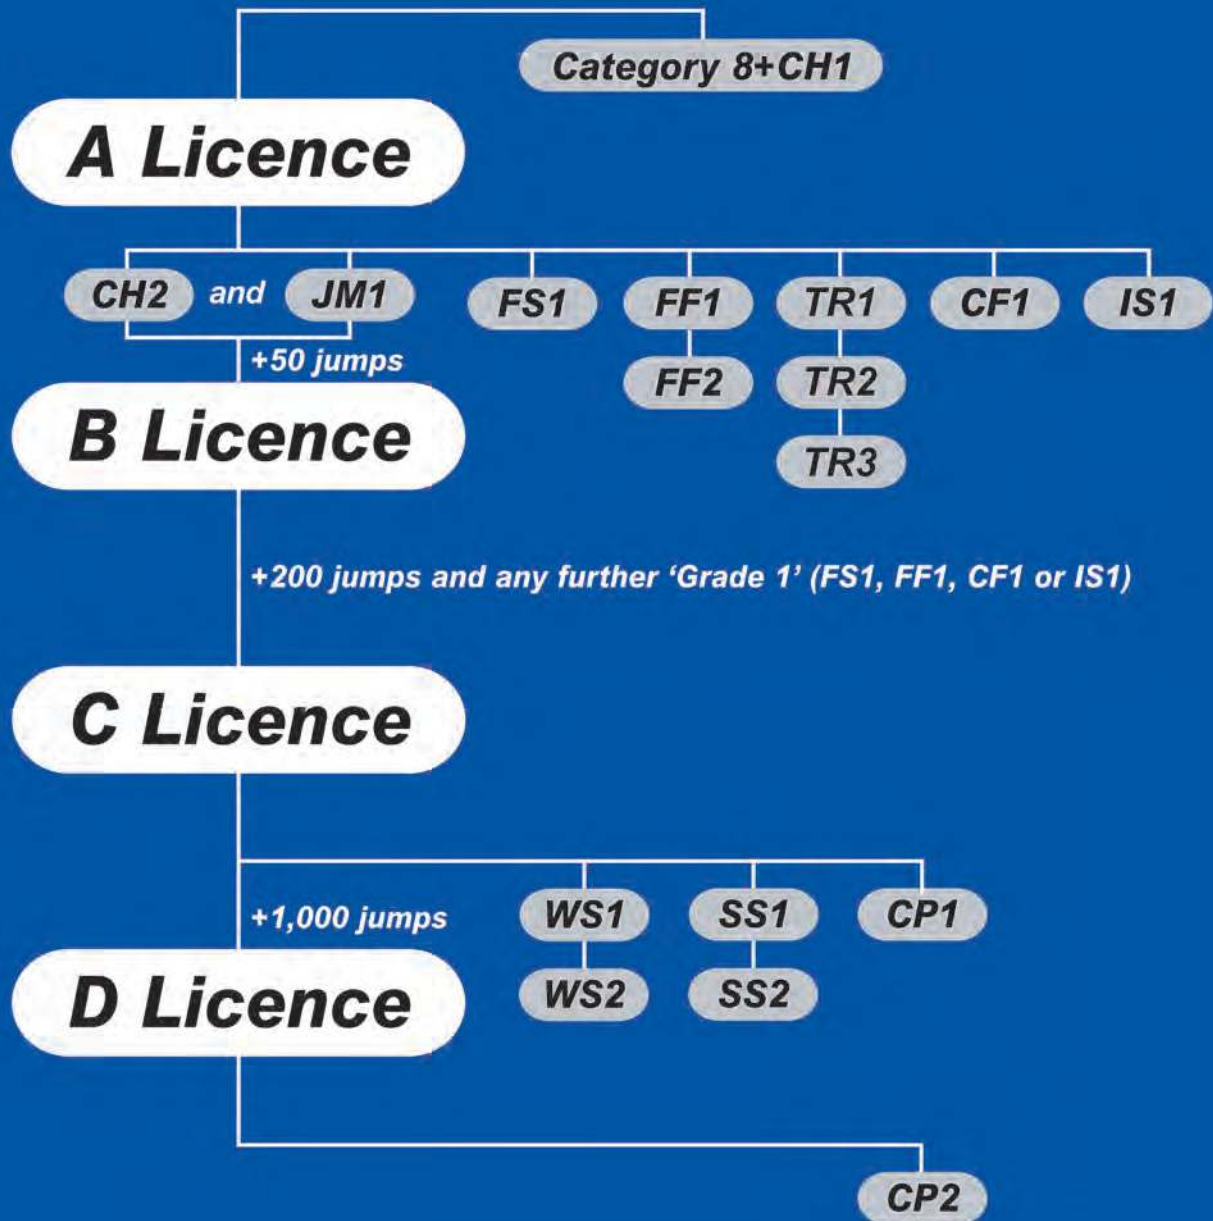 Category 8+CH1
A Licence
CH2 and JM1 FS1 FF1 TR1 CF1 IS1
+50 jumps
FF2 TR2
B Licence
TR3
+200 jumps and any further ‘Grade 1’ (FS1, FF1, CF1 or IS1)
C Licence
+1,000 jumps WS1 SS1 CP1
D Licence WS2 SS2
CP2